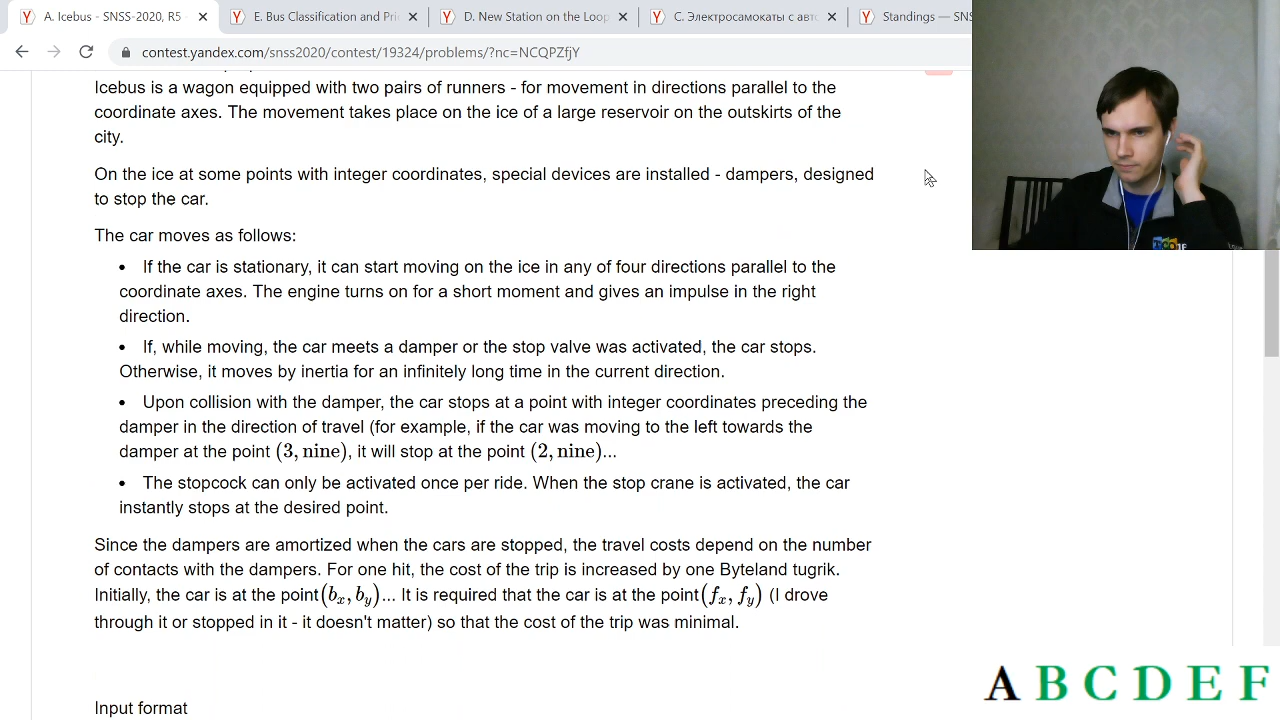 A. Icebus - SNSS-2020, R5 -
E. Tjs Classification and Pri
D. New Station on the Loop
C. Электросамокаты с авто
Standings — SNS
contest.yandex.com/snss2020/contest/19324/problems/?nc=NCQPZfjY
Icebus is a wagon equipped with two pairs of runners - for movement in directions parallel to the
coordinate axes. The movement takes place on the ice of a large reservoir on the outskirts of the
city.
On the ice at some points with integer coordinates, special devices are installed - dampers, designed
to stop the car.
The car moves as follows:
• If the car is stationary, it can start moving on the ice in any of four directions parallel to the
coordinate axes. The engine turns on for a short moment and gives an impulse in the right
direction.
• If, while moving, the car meets a damper or the stop valve was activated, the car stops.
Otherwise, it moves by inertia for an infinitely long time in the current direction.
• Upon collision with the damper, the car stops at a point with integer coordinates preceding the
damper in the direction of travel (for example, if the car was moving to the left towards the
damper at the point (3, nine), it will stop at the point (2, nine)...
• The stopcock can only be activated once per ride. When the stop crane is activated, the car
instantly stops at the desired point.
Since the dampers are amortized when the cars are stopped, the travel costs depend on the number
of contacts with the dampers. For one hit, the cost of the trip is increased by one Byteland tugrik.
Initially, the car is at the point(bx, by)... It is required that the car is at the point(fx, fy) (I drove
through it or stopped in it - it doesn't matter) so that the cost of the trip was minimal.
Input format
A B C D E F